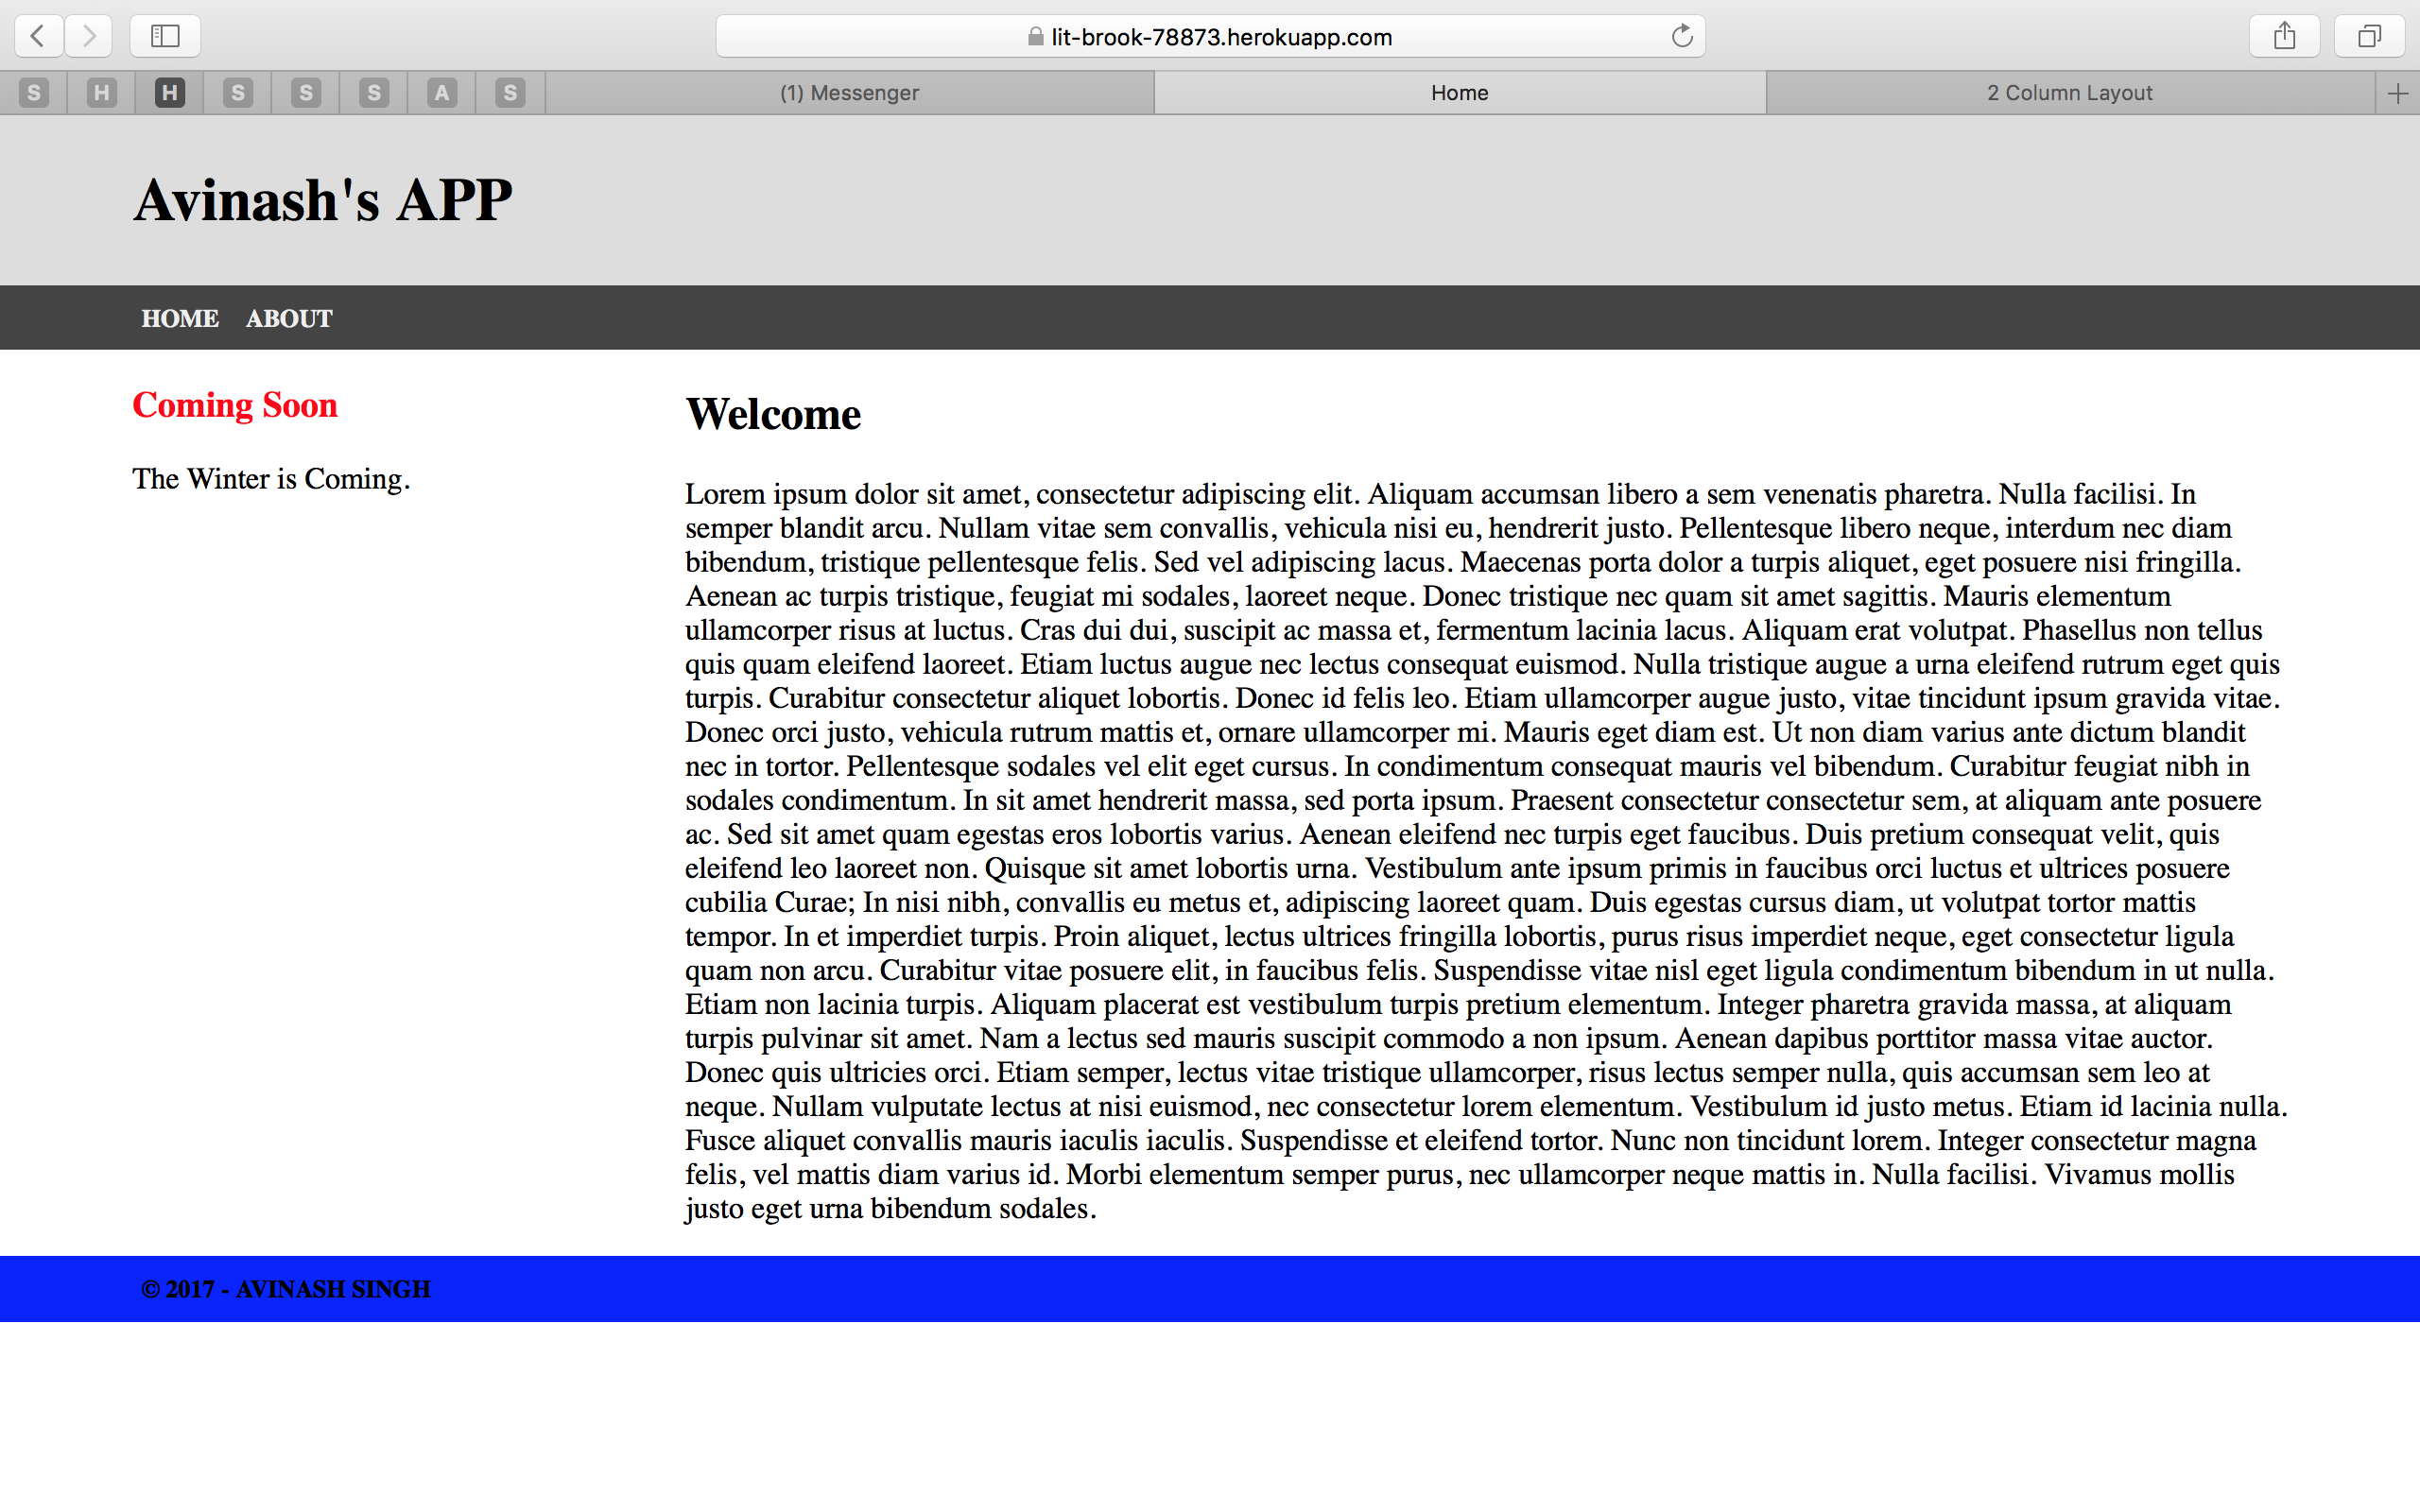 lit-brook-78873.herokuapp.com
S H H S S S A S (1) Messenger Home 2 Column Layout
Avinash's APP
HOME ABOUT
Coming Soon
The Winter is Coming.
Welcome
Lorem ipsum dolor sit amet, consectetur adipiscing elit. Aliquam accumsan libero a sem venenatis pharetra. Nulla facilisi. In
semper blandit arcu. Nullam vitae sem convallis, vehicula nisi eu, hendrerit justo. Pellentesque libero neque, interdum nec diam
bibendum, tristique pellentesque felis. Sed vel adipiscing lacus. Maecenas porta dolor a turpis aliquet, eget posuere nisi fringilla.
Aenean ac turpis tristique, feugiat mi sodales, laoreet neque. Donec tristique nec quam sit amet sagittis. Mauris elementum
ullamcorper risus at luctus. Cras dui dui, suscipit ac massa et, fermentum lacinia lacus. Aliquam erat volutpat. Phasellus non tellus
quis quam eleifend laoreet. Etiam luctus augue nec lectus consequat euismod. Nulla tristique augue a urna eleifend rutrum eget quis
turpis. Curabitur consectetur aliquet lobortis. Donec id felis leo. Etiam ullamcorper augue justo, vitae tincidunt ipsum gravida vitae.
Donec orci justo, vehicula rutrum mattis et, ornare ullamcorper mi. Mauris eget diam est. Ut non diam varius ante dictum blandit
nec in tortor. Pellentesque sodales vel elit eget cursus. In condimentum consequat mauris vel bibendum. Curabitur feugiat nibh in
sodales condimentum. In sit amet hendrerit massa, sed porta ipsum. Praesent consectetur consectetur sem, at aliquam ante posuere
ac. Sed sit amet quam egestas eros lobortis varius. Aenean eleifend nec turpis eget faucibus. Duis pretium consequat velit, quis
eleifend leo laoreet non. Quisque sit amet lobortis urna. Vestibulum ante ipsum primis in faucibus orci luctus et ultrices posuere
cubilia Curae; In nisi nibh, convallis eu metus et, adipiscing laoreet quam. Duis egestas cursus diam, ut volutpat tortor mattis
tempor. In et imperdiet turpis. Proin aliquet, lectus ultrices fringilla lobortis, purus risus imperdiet neque, eget consectetur ligula
quam non arcu. Curabitur vitae posuere elit, in faucibus felis. Suspendisse vitae nisl eget ligula condimentum bibendum in ut nulla.
Etiam non lacinia turpis. Aliquam placerat est vestibulum turpis pretium elementum. Integer pharetra gravida massa, at aliquam
turpis pulvinar sit amet. Nam a lectus sed mauris suscipit commodo a non ipsum. Aenean dapibus porttitor massa vitae auctor.
Donec quis ultricies orci. Etiam semper, lectus vitae tristique ullamcorper, risus lectus semper nulla, quis accumsan sem leo at
neque. Nullam vulputate lectus at nisi euismod, nec consectetur lorem elementum. Vestibulum id justo metus. Etiam id lacinia nulla.
Fusce aliquet convallis mauris iaculis iaculis. Suspendisse et eleifend tortor. Nunc non tincidunt lorem. Integer consectetur magna
felis, vel mattis diam varius id. Morbi elementum semper purus, nec ullamcorper neque mattis in. Nulla facilisi. Vivamus mollis
justo eget urna bibendum sodales.
© 2017 - AVINASH SINGH